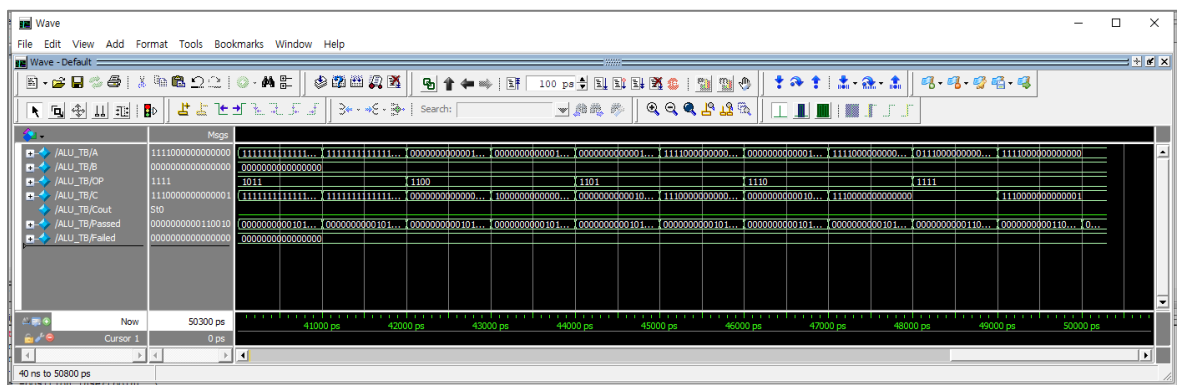 Wave
File Edit View Add Format Tools Bookmarks Window Help
Wave - Default
100 ps
Search:
Msgs
/ALU_TB/A 1111000000000000 1111111111111... 1111111111111... 0000000000001... 0000000000001... 0000000000001... 1111000000000... 0000000000001... 1111000000000... 0111000000000... 1111000000000000
/ALU_TB/B 0000000000000000 0000000000000000
/ALU_TB/OP 1111 1011 1100 1101 1110 1111
/ALU_TB/C 1110000000000001 1111111111111... 1111111111111... 0000000000001... 1000000000000... 0000000000010... 1110000000000... 0000000000010... 1110000000000000 1110000000000001
/ALU_TB/Cout St0
/ALU_TB/Passed 0000000000110010 0000000000101... 0000000000101... 0000000000101... 0000000000101... 0000000000101... 0000000000101... 0000000000101... 0000000000101... 0000000000110... 0000000000110... 0...
/ALU_TB/Failed 0000000000000000 0000000000000000
Now 50300 ps 41000 ps 42000 ps 43000 ps 44000 ps 45000 ps 46000 ps 47000 ps 48000 ps 49000 ps 50000 ps
Cursor 1 0 ps
40 ns to 50800 ps